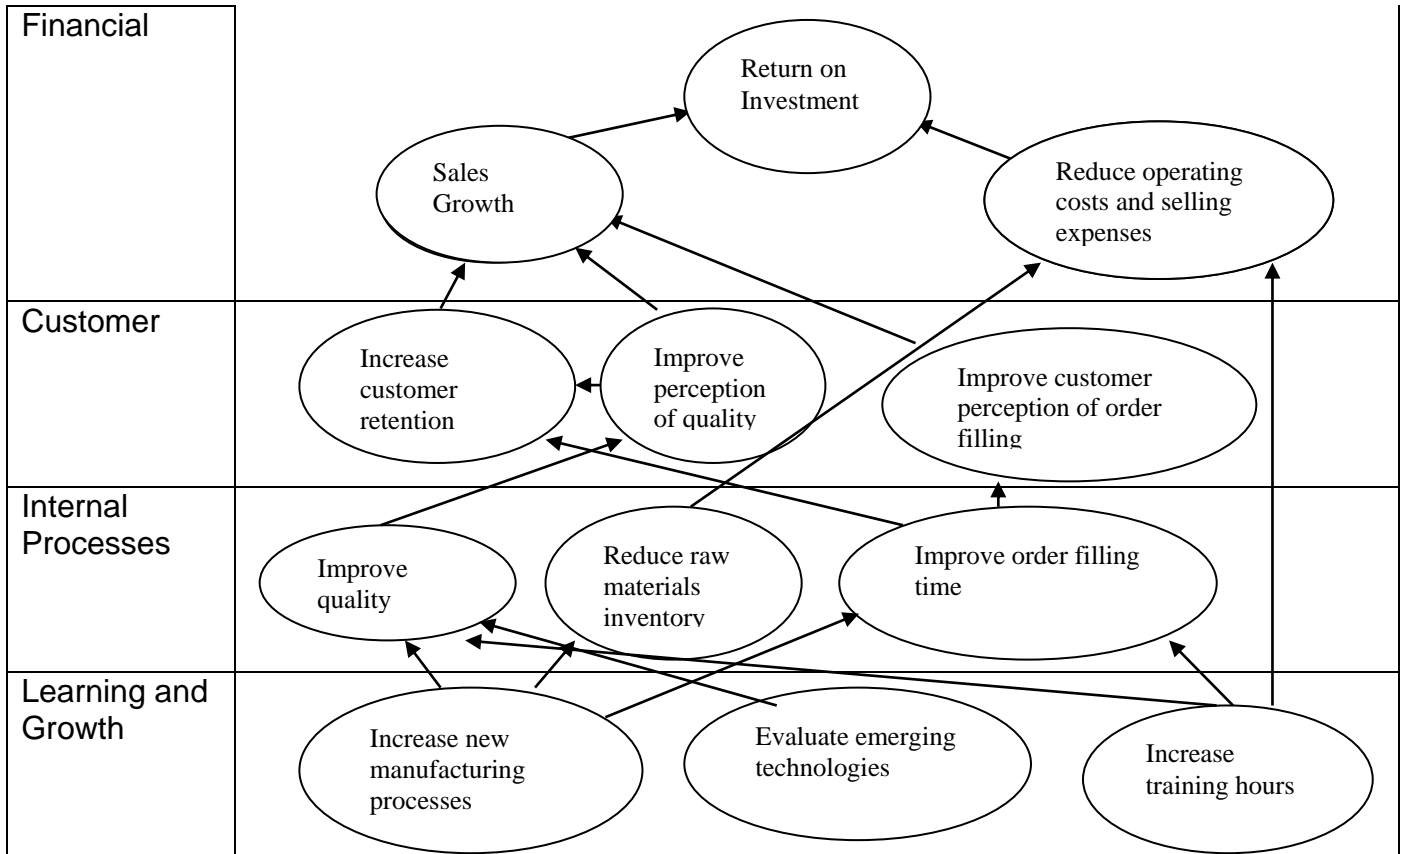 Financial
Return on
Investment
Sales
Growth
Reduce operating
costs and selling
expenses
Customer
Increase
customer
retention
Improve
perception
of quality
Improve customer
perception of order
filling
Internal
Processes
Improve
quality
Reduce raw
materials
inventory
Improve order filling
time
Learning and
Growth
Increase new
manufacturing
processes
Evaluate emerging
technologies
Increase
training hours